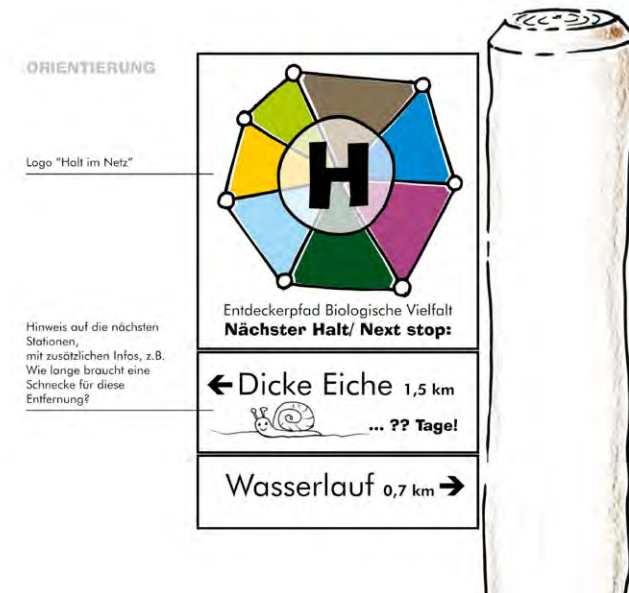 ORIENTIERUNG
Logo "Halt im Netz"
H
Entdeckerpfad Biologische Vielfalt
Nächster Halt/ Next stop:
Hinweis auf die nächsten
Stationen,
mit zusätzlichen Infos, z.B.
Wie lange braucht eine
Schnecke für diese
Entfernung?
←Dicke Eiche 1,5 km
... ?? Tage!
Wasserlauf 0,7 km→